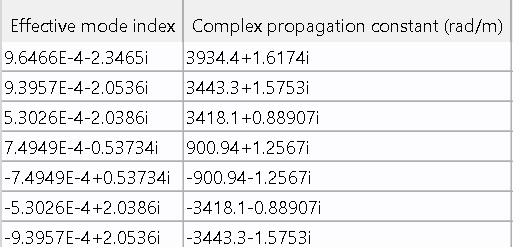 Effective mode index Complex propagation constant (rad/m)
9.6466E-4-2.3465i 3934.4+1.6174i
9.3957E-4-2.0536i 3443.3+1.5753i
5.3026E-4-2.0386i 3418.1+0.88907i
7.4949E-4-0.53734i 900.94+1.2567i
-7.4949E-4+0.53734i -900.94-1.2567i
-5.3026E-4+2.0386i -3418.1-0.88907i
-9.3957E-4+2.0536i -3443.3-1.5753i